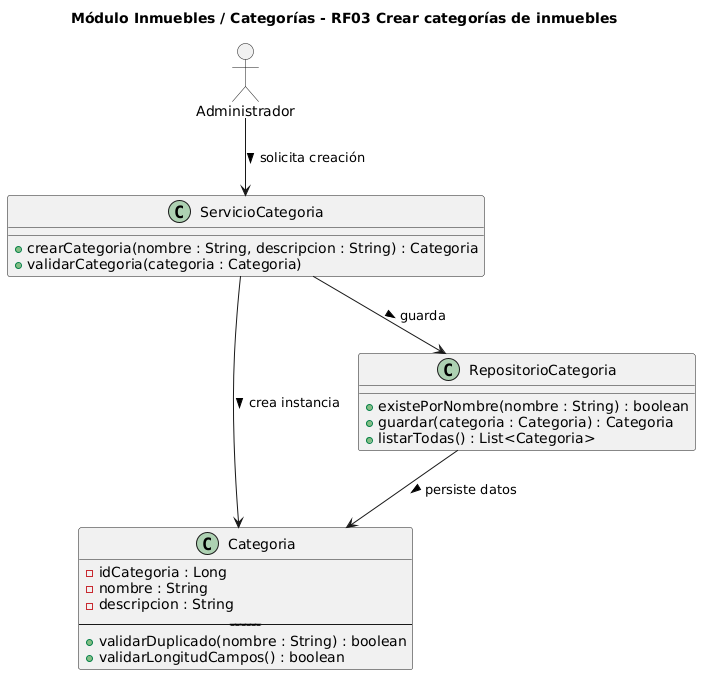 Módulo Inmuebles / Categorías - RF03 Crear categorías de inmuebles
Administrador
solicita creación
C ServicioCategoria
crearCategoria(nombre : String, descripcion : String) : Categoria
validarCategoria(categoria : Categoria)
guarda
C RepositorioCategoria
existePorNombre(nombre : String) : boolean
guardar(categoria : Categoria) : Categoria
listarTodas() : List<Categoria>
crea instancia
persiste datos
C Categoria
idCategoria : Long
nombre : String
descripcion : String
validarDuplicado(nombre : String) : boolean
validarLongitudCampos() : boolean